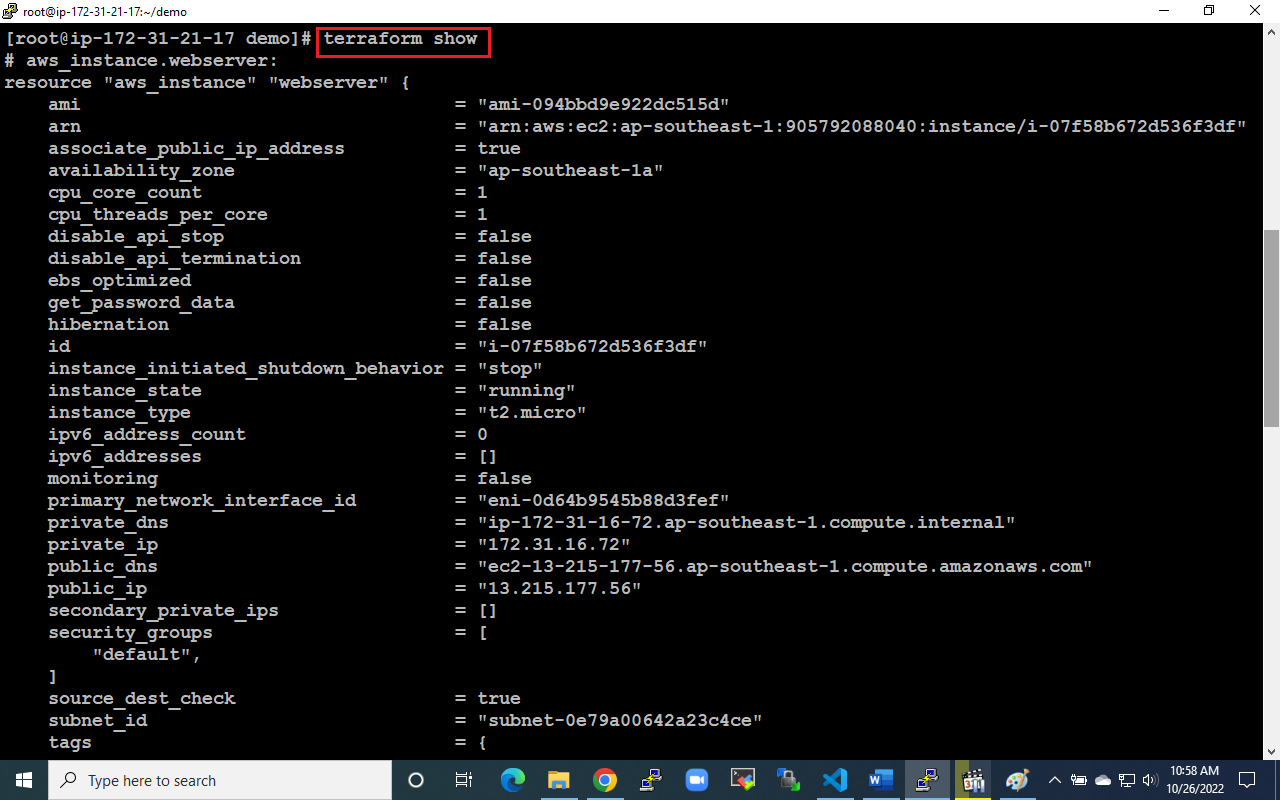 root@ip-172-31-21-17:~/demo
[root@ip-172-31-21-17 demo]# terraform show
# aws_instance.webserver:
resource "aws_instance" "webserver" {
    ami                                  = "ami-094bbd9e922dc515d"
    arn                                  = "arn:aws:ec2:ap-southeast-1:905792088040:instance/i-07f58b672d536f3df"
    associate_public_ip_address          = true
    availability_zone                    = "ap-southeast-1a"
    cpu_core_count                       = 1
    cpu_threads_per_core                 = 1
    disable_api_stop                     = false
    disable_api_termination              = false
    ebs_optimized                        = false
    get_password_data                    = false
    hibernation                          = false
    id                                   = "i-07f58b672d536f3df"
    instance_initiated_shutdown_behavior = "stop"
    instance_state                       = "running"
    instance_type                        = "t2.micro"
    ipv6_address_count                   = 0
    ipv6_addresses                       = []
    monitoring                           = false
    primary_network_interface_id         = "eni-0d64b9545b88d3fef"
    private_dns                          = "ip-172-31-16-72.ap-southeast-1.compute.internal"
    private_ip                           = "172.31.16.72"
    public_dns                           = "ec2-13-215-177-56.ap-southeast-1.compute.amazonaws.com"
    public_ip                            = "13.215.177.56"
    secondary_private_ips                = []
    security_groups                      = [
        "default",
    ]
    source_dest_check                    = true
    subnet_id                            = "subnet-0e79a00642a23c4ce"
    tags                                 = {
Type here to search
10:58 AM
10/26/2022